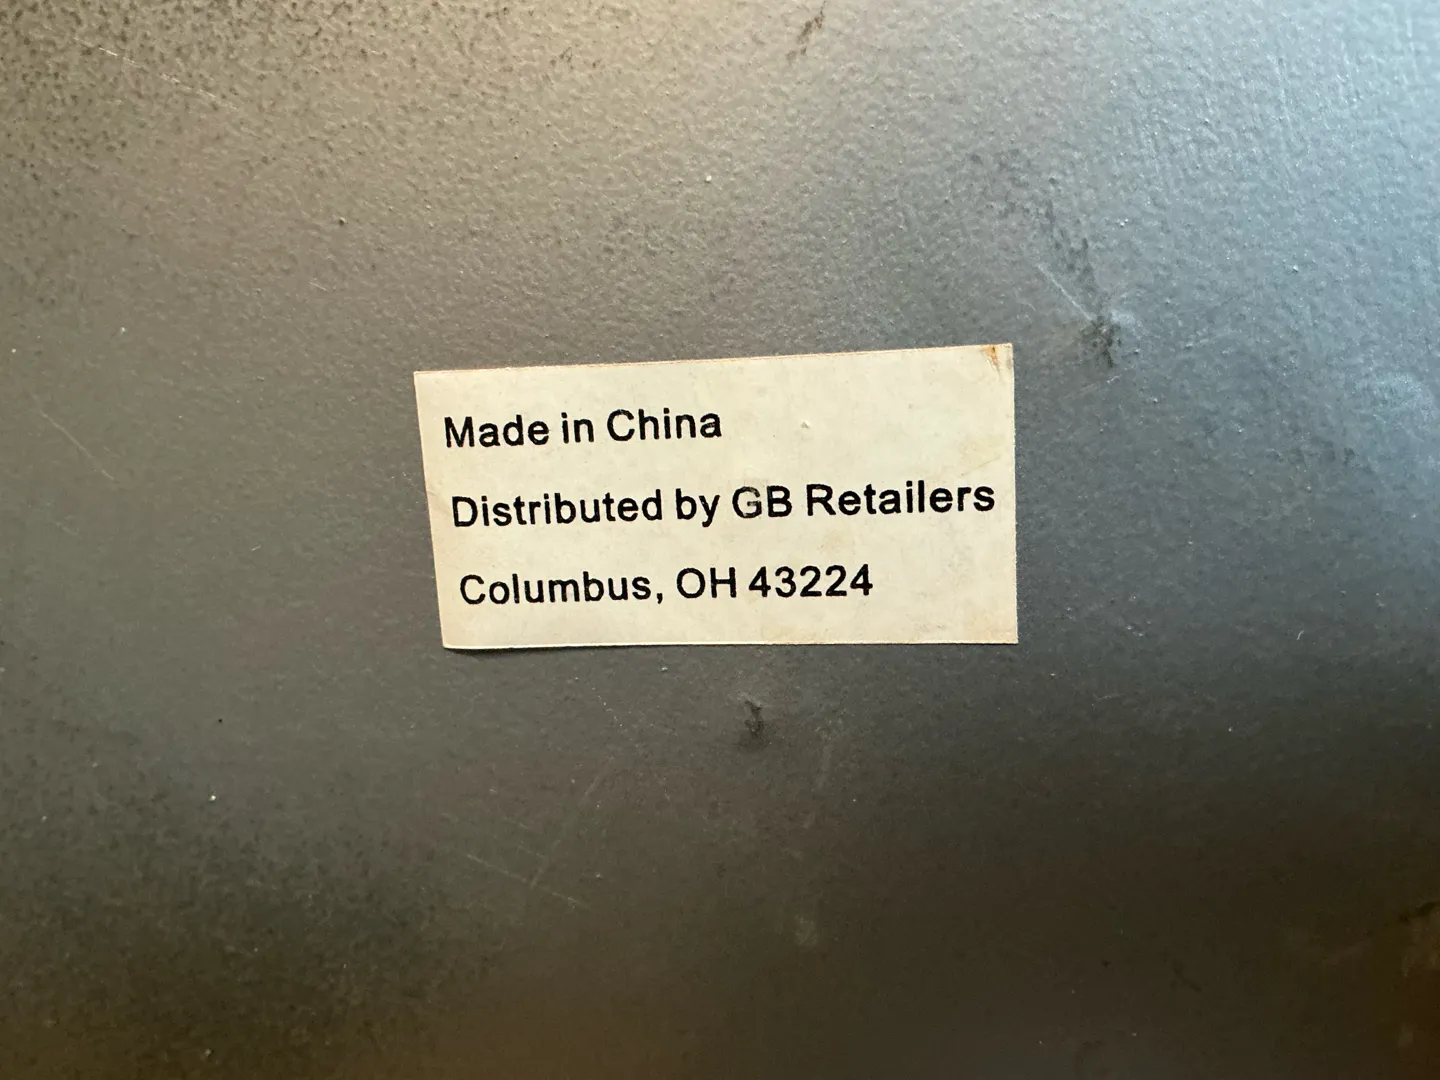 Made in China
Distributed by GB Retailers
Columbus, OH 43224